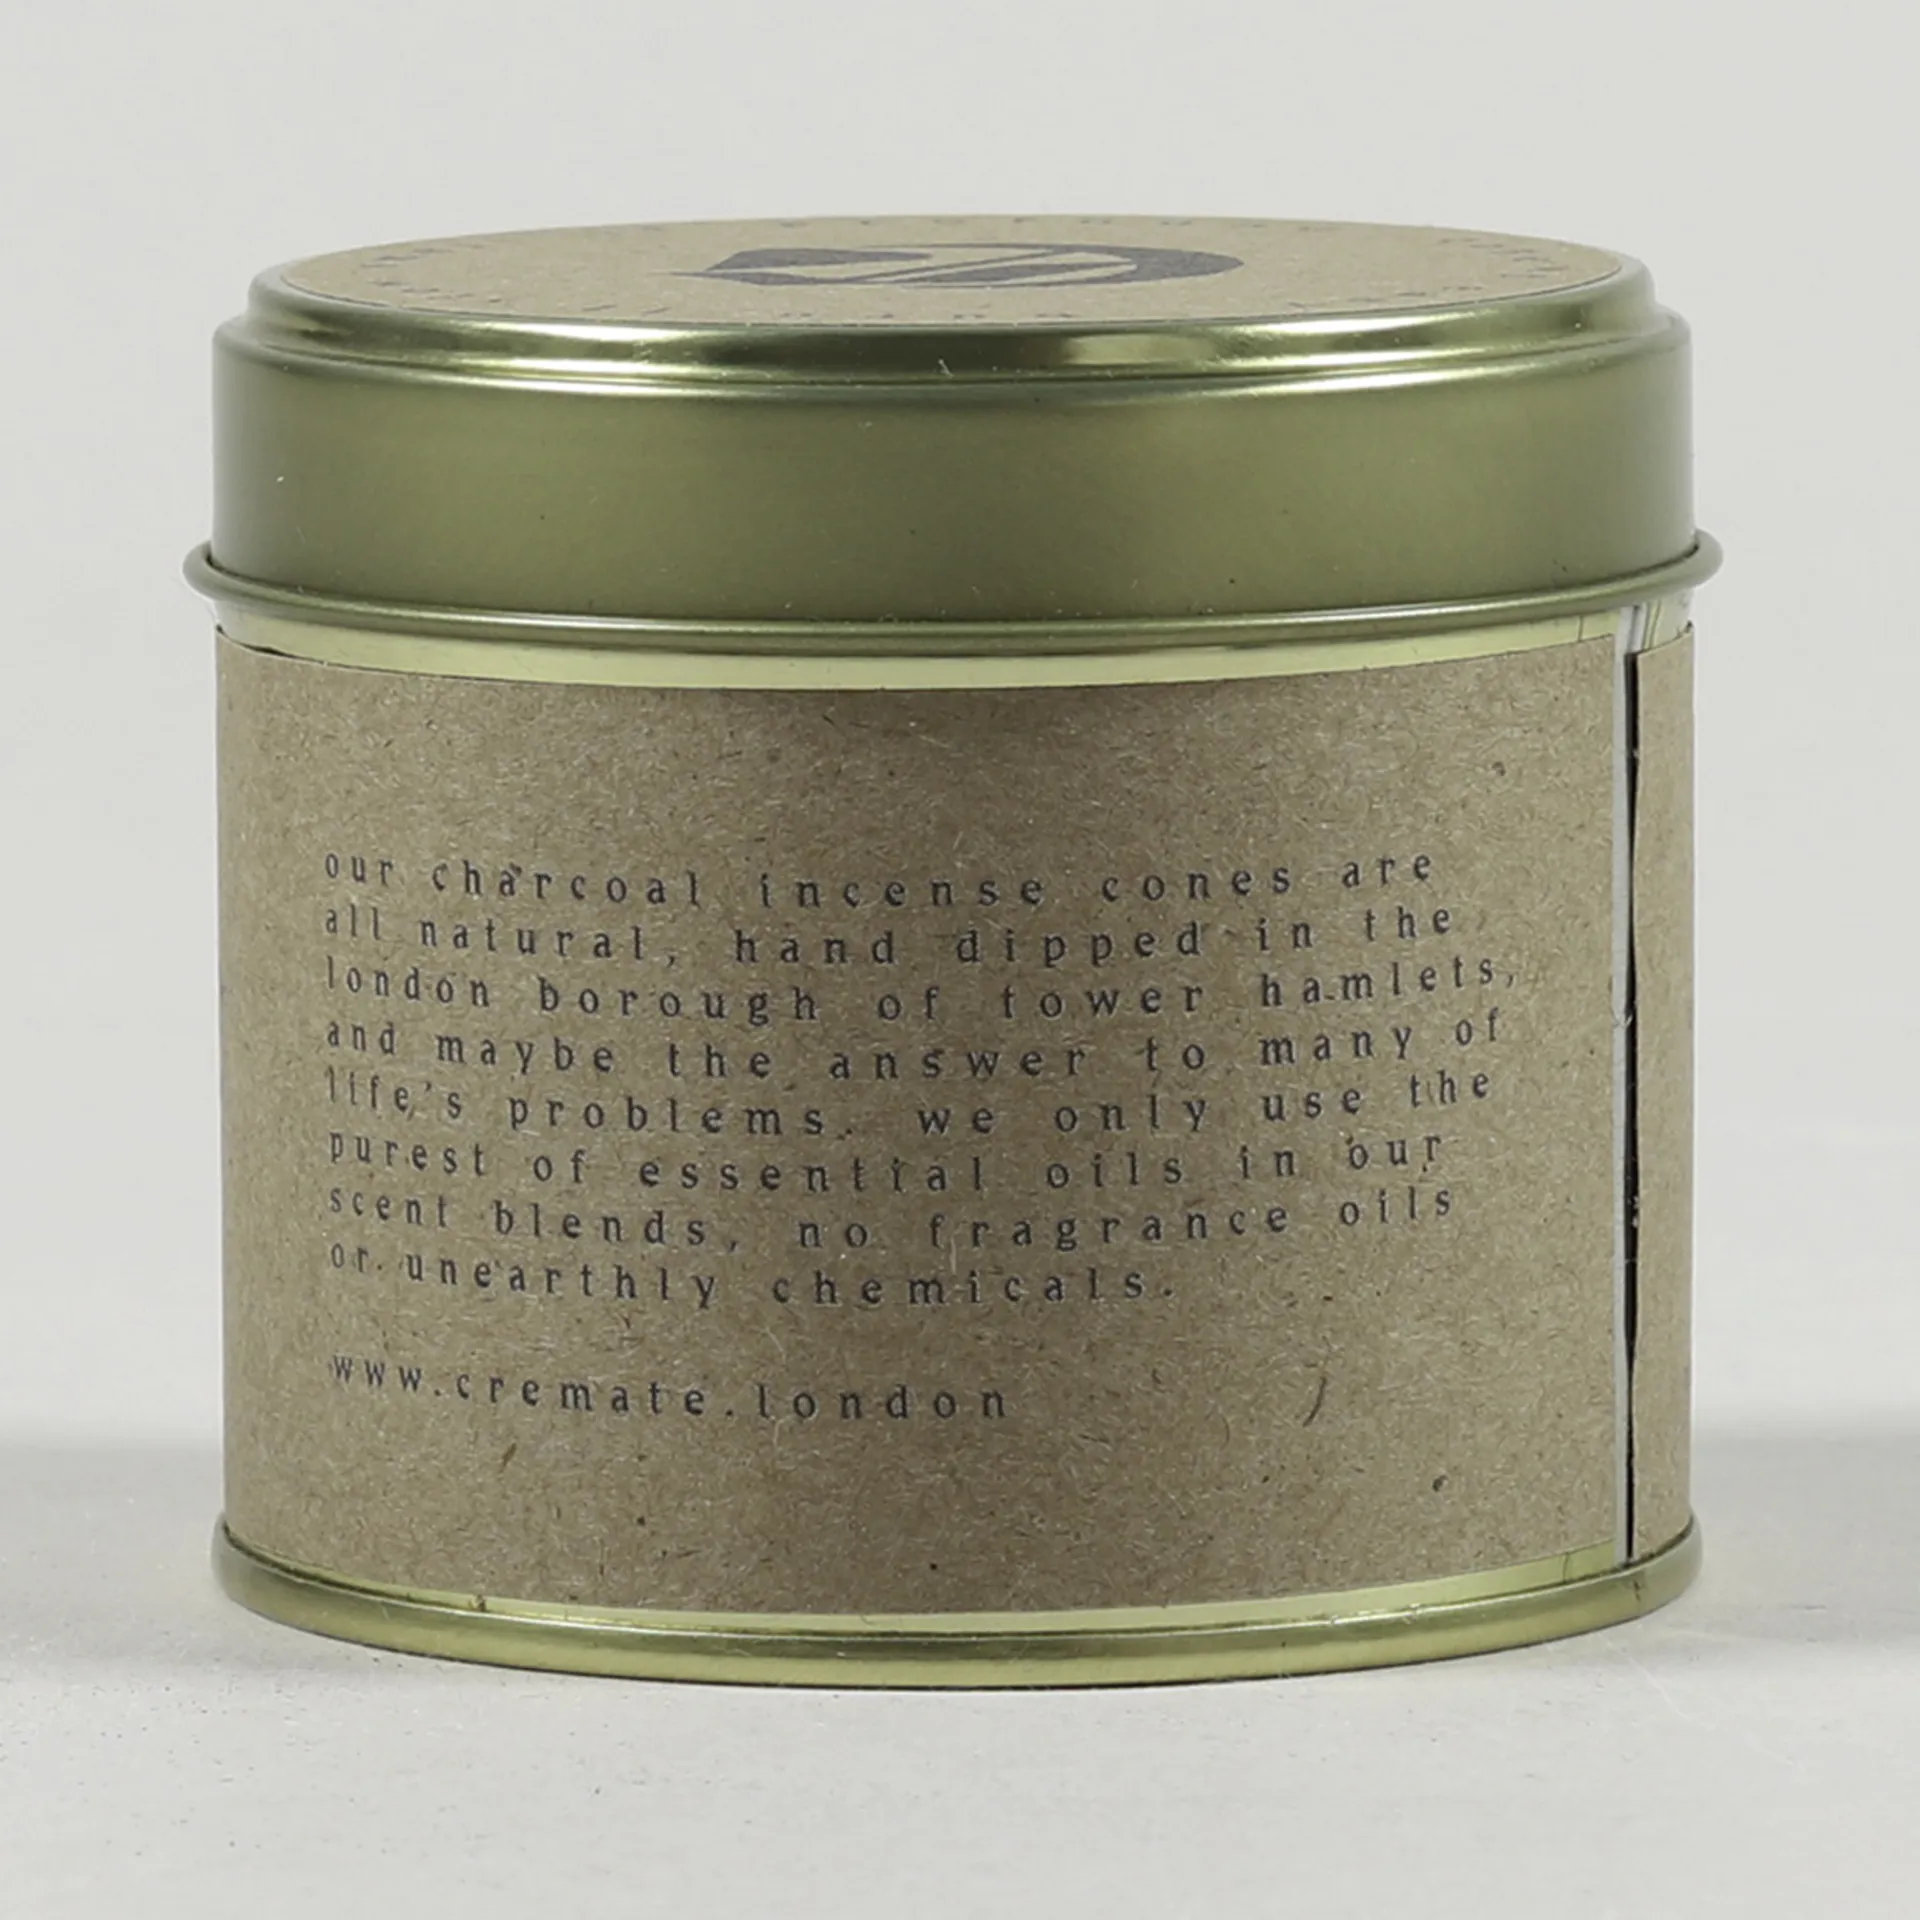 our charcoal incense cones are
all natural, hand dipped in the
london borough of tower hamlets,
and maybe the answer to many of
life's problems. we only use the
purest of essential oils in our
scent blends, no fragrance oils
or unearthly chemicals.
www.cremate.london